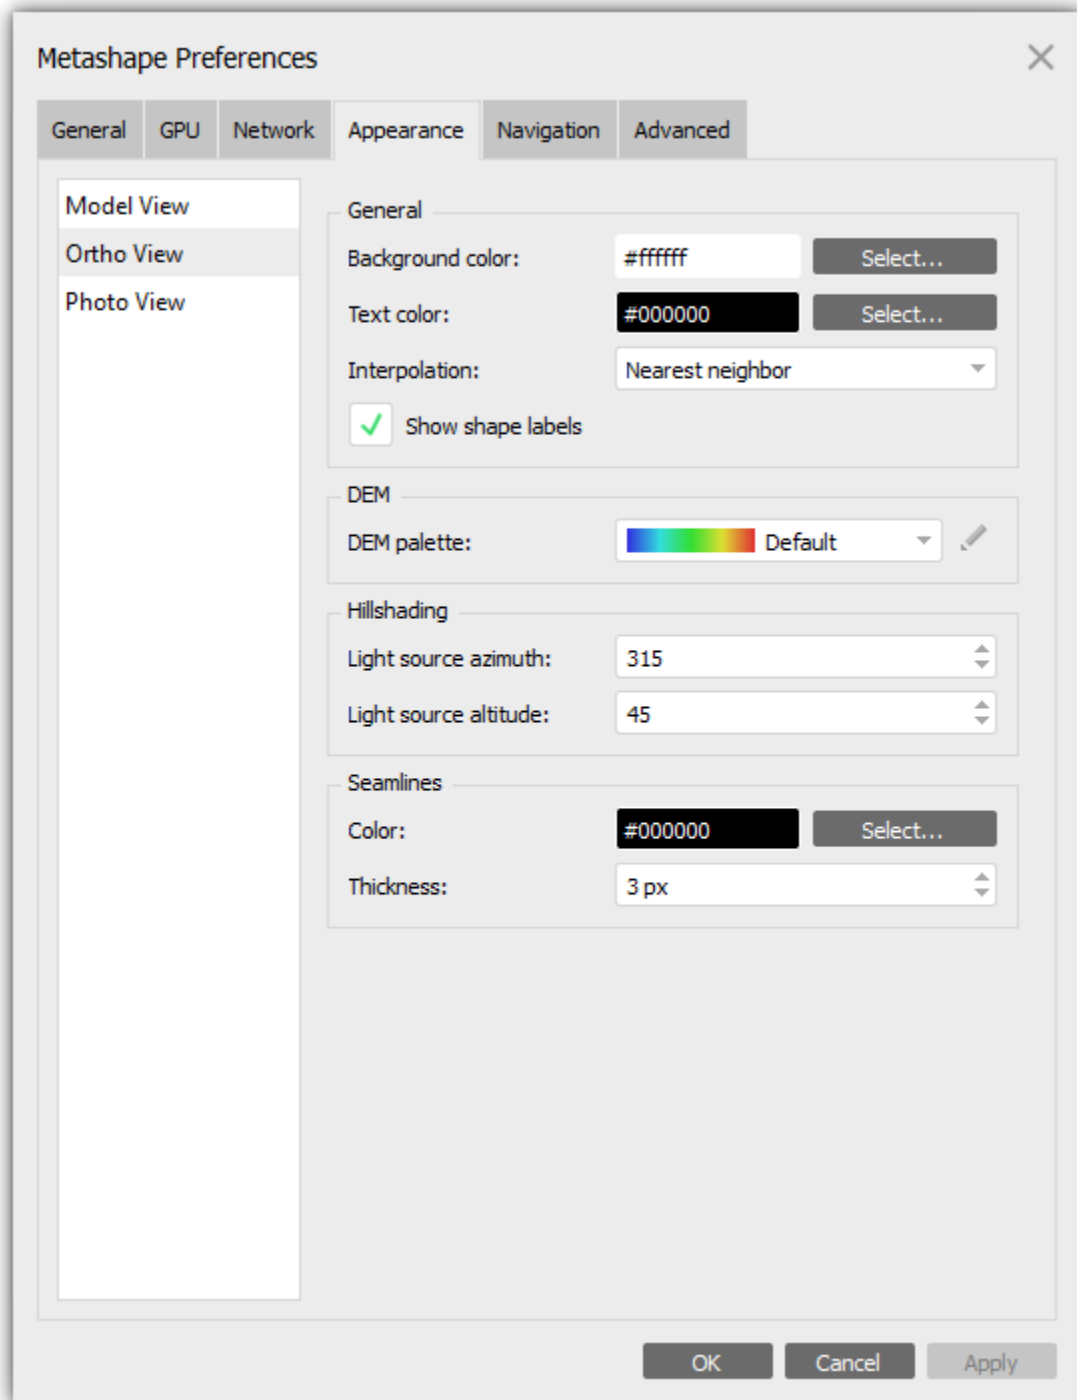 Metashape Preferences
General GPU Network Appearance Navigation Advanced
Model View
Ortho View
Photo View
General
Background color: #ffffff Select...
Text color: #000000 Select...
Interpolation: Nearest neighbor
Show shape labels
DEM
DEM palette: Default
Hillshading
Light source azimuth: 315
Light source altitude: 45
Seamlines
Color: #000000 Select...
Thickness: 3 px
OK Cancel Apply